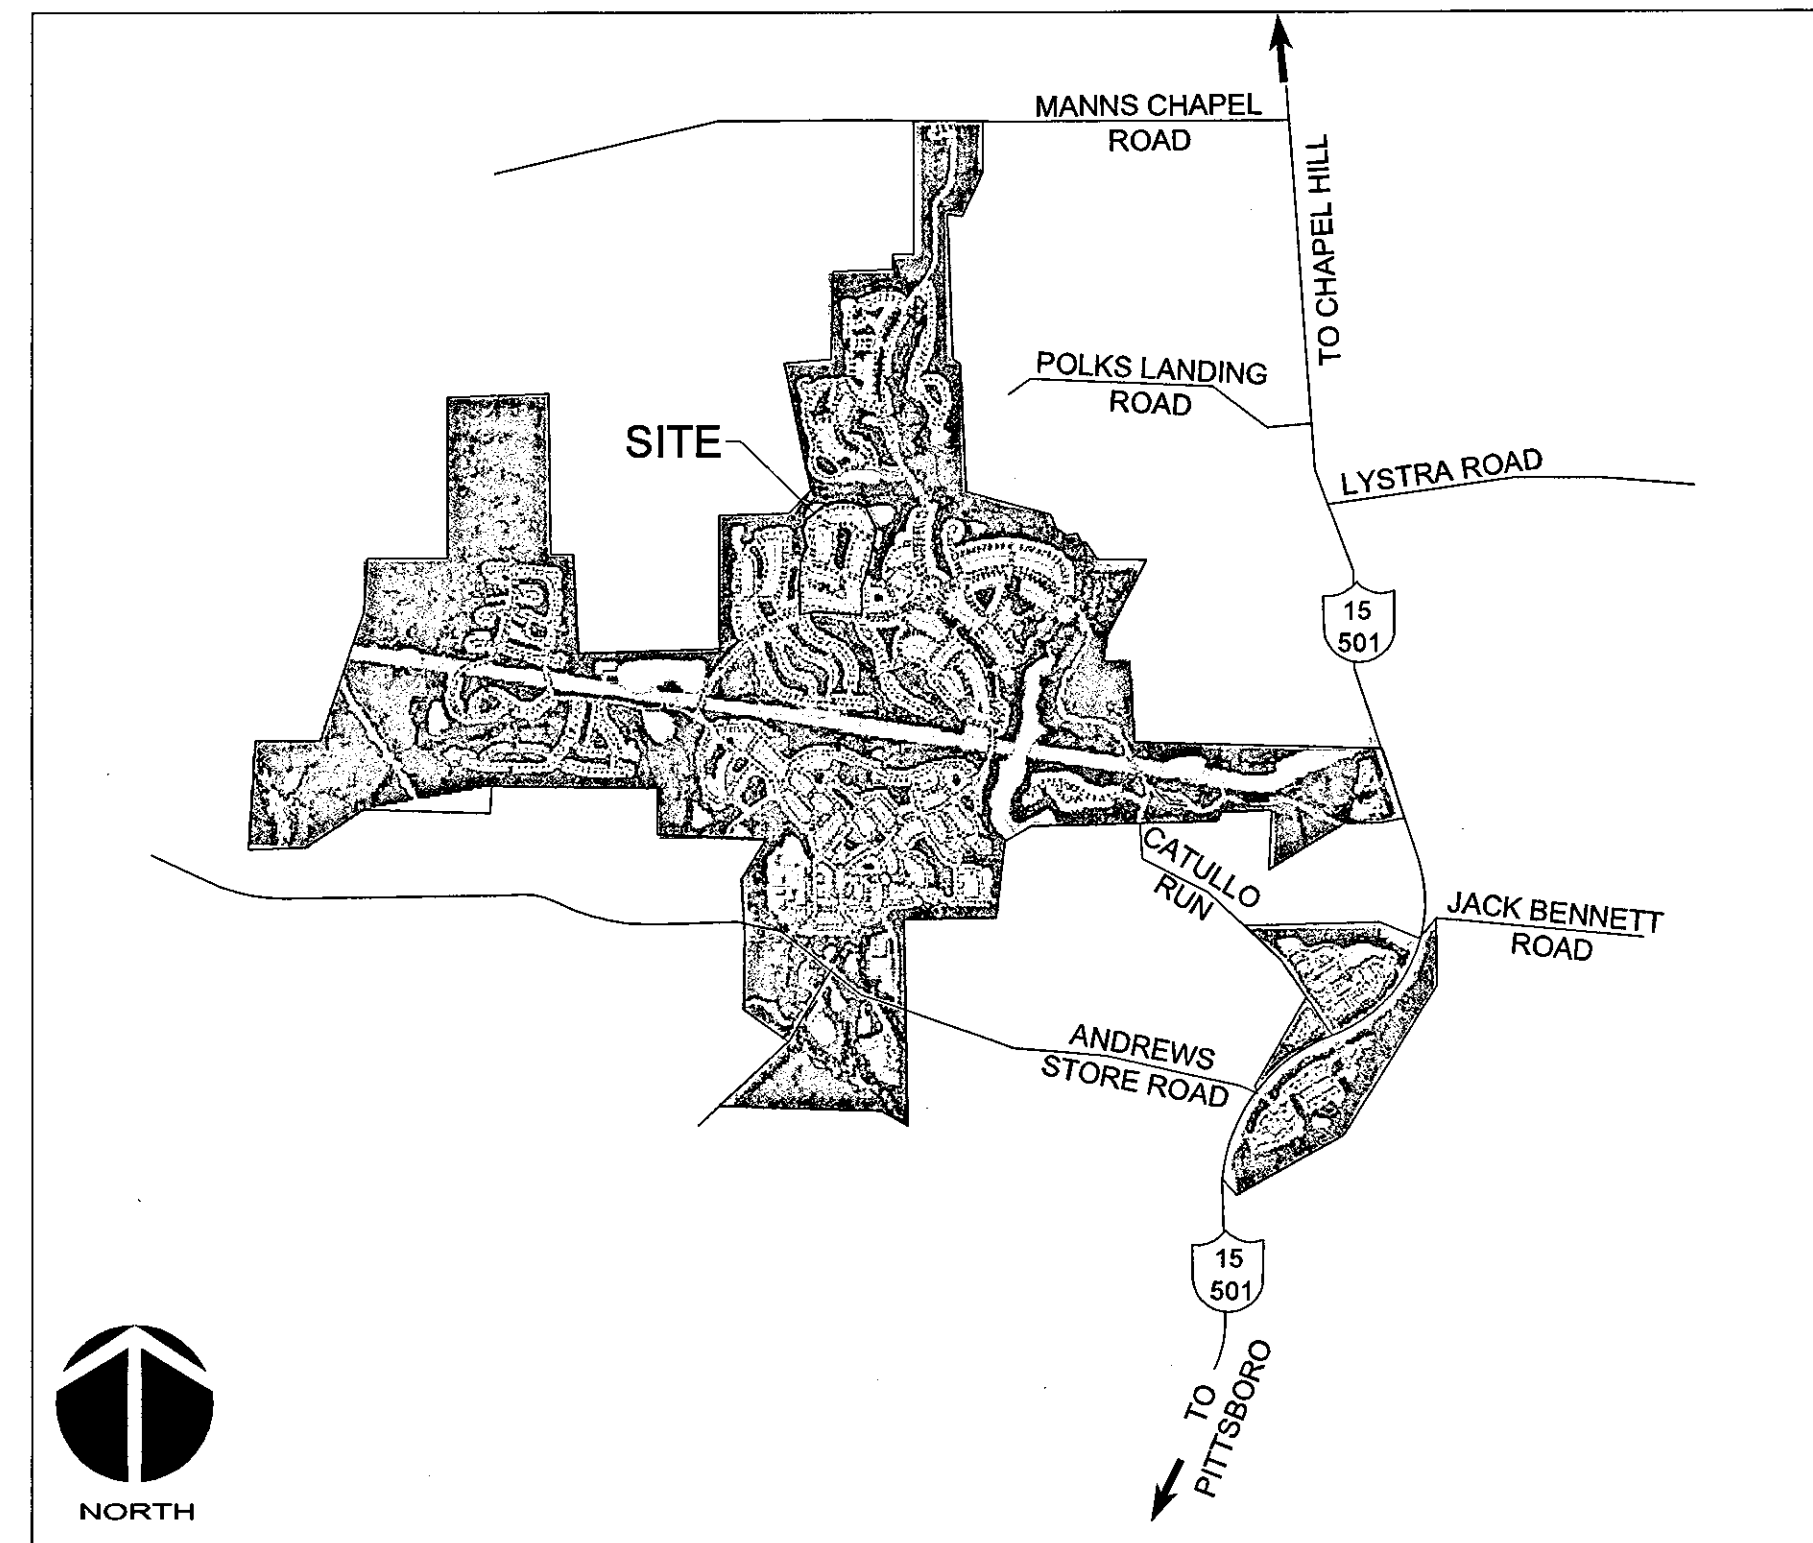 MANNS CHAPEL
ROAD
TO CHAPEL HILL
POLKS LANDING
ROAD
SITE
LYSTRA ROAD
15
501
CATULLO
RUN
JACK BENNETT
ROAD
ANDREWS
STORE ROAD
15
501
TO
PITTSBORO
NORTH